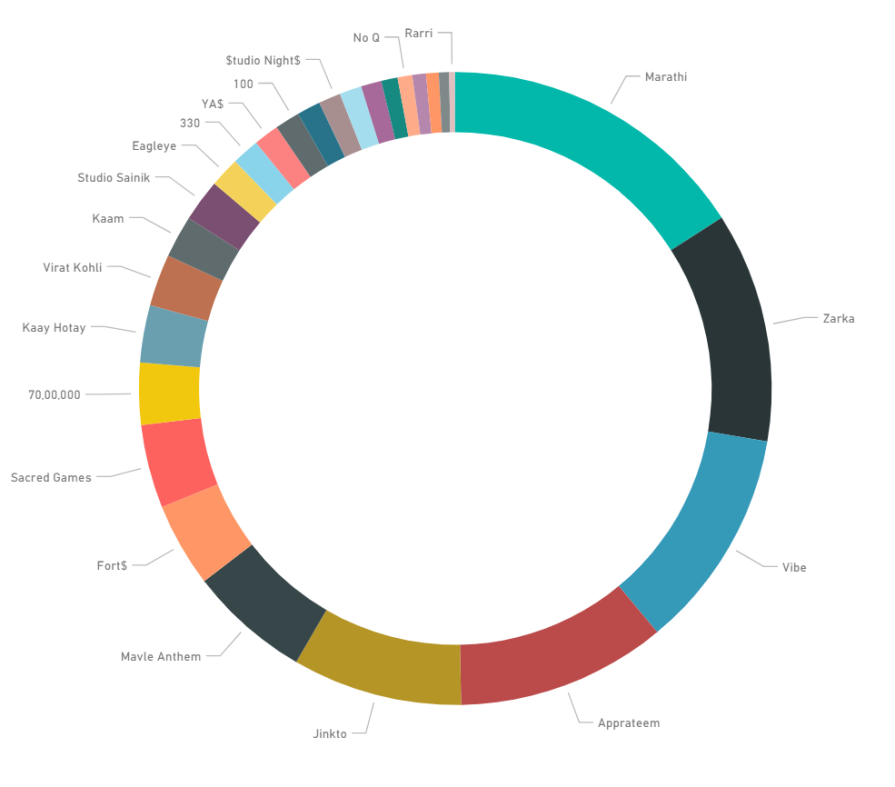 Rarri
No Q
$tudio Night$
Marathi
100
YA$
330
Eagleye
Studio Sainik
Kaam
Virat Kohli
Zarka
Kaay Hotay
70,00,000
Sacred Games
Fort$
Vibe
Mavle Anthem
Apprateem
Jinkto